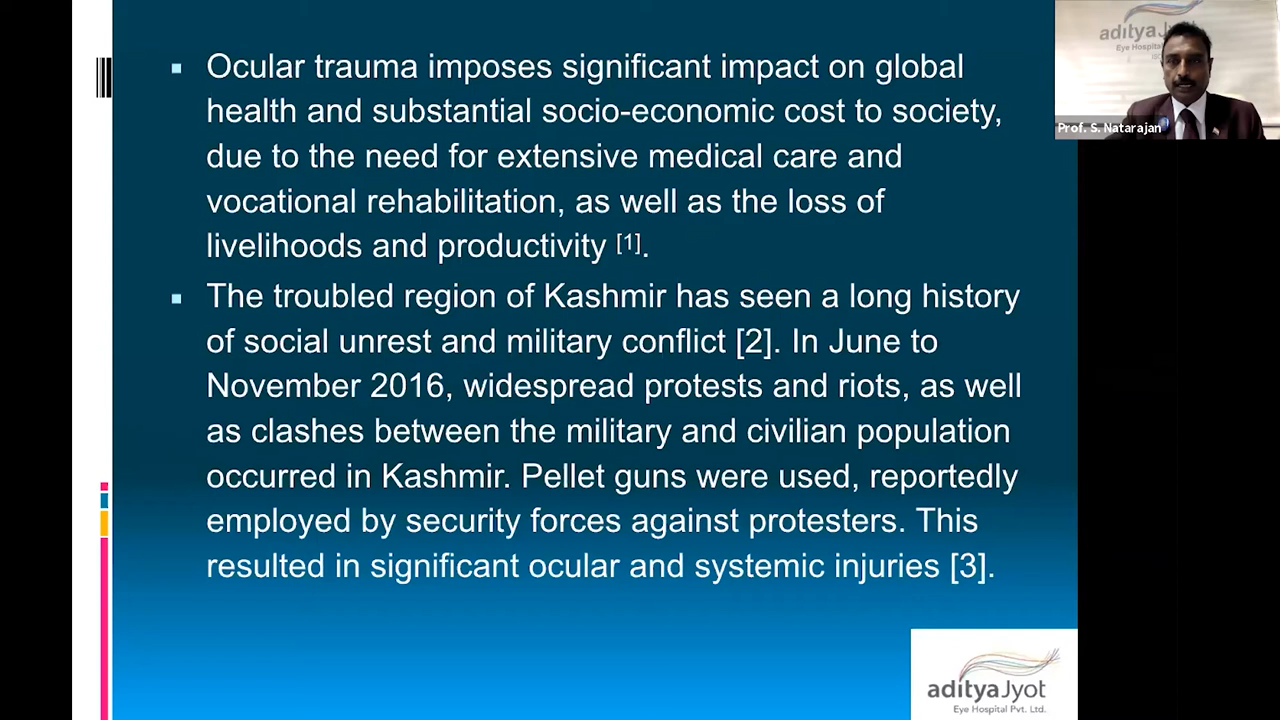 Ocular trauma imposes significant impact on global
health and substantial socio-economic cost to society,
due to the need for extensive medical care and
vocational rehabilitation, as well as the loss of
livelihoods and productivity [1].
The troubled region of Kashmir has seen a long history
of social unrest and military conflict [2]. In June to
November 2016, widespread protests and riots, as well
as clashes between the military and civilian population
occurred in Kashmir. Pellet guns were used, reportedly
employed by security forces against protesters. This
resulted in significant ocular and systemic injuries [3].
adityaJyot
Eye Hospital Pvt. Ltd.
adityaJyot
Eye Hospital
Prof. S. Natarajan